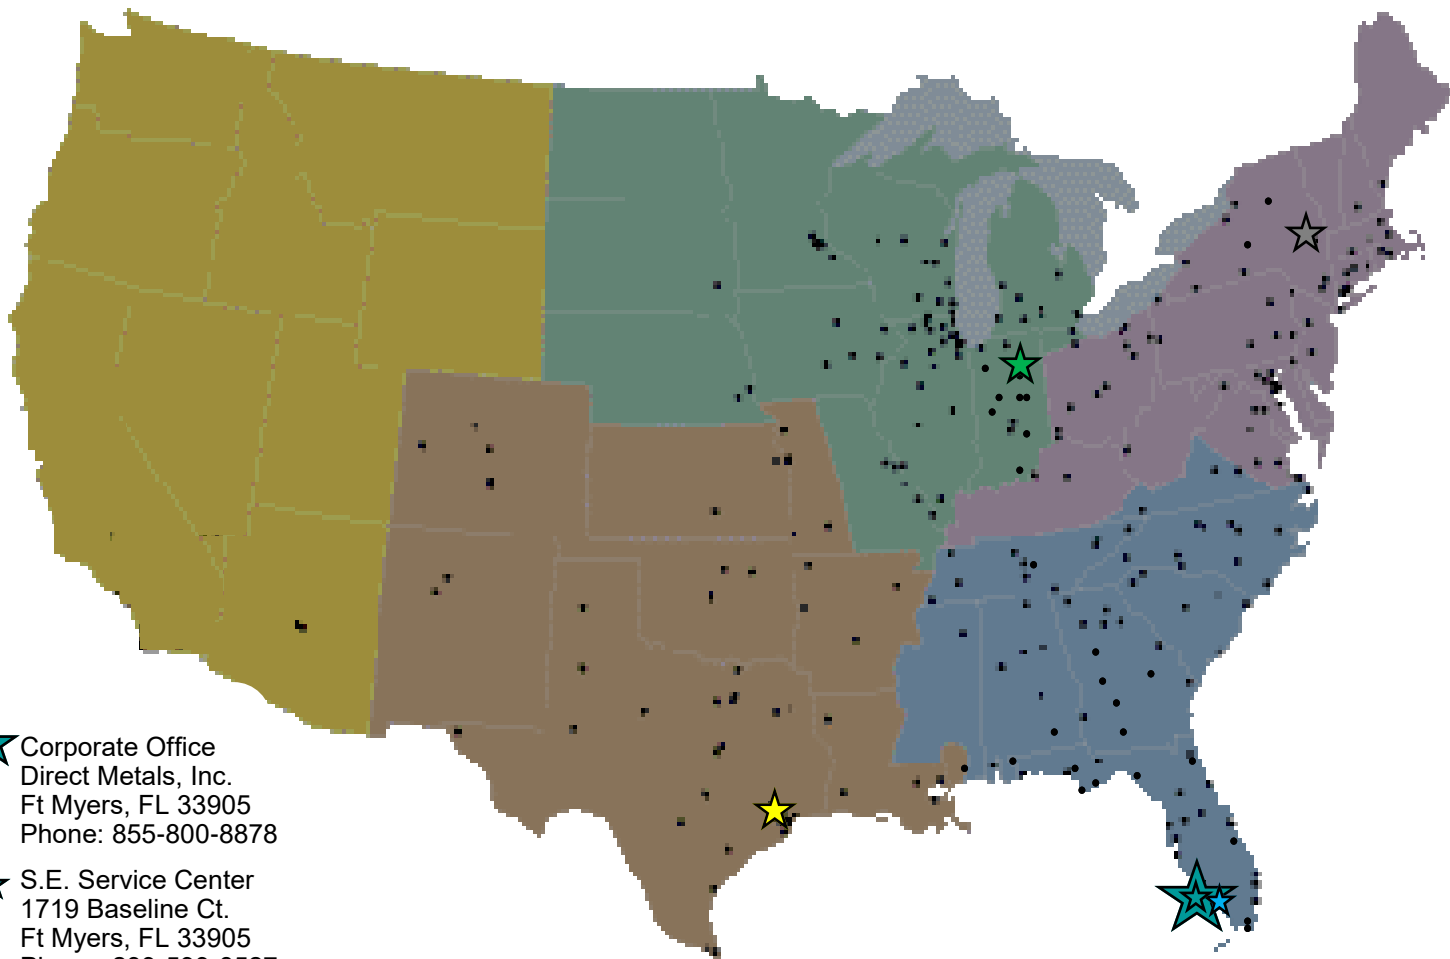 Corporate Office
Direct Metals, Inc.
Ft Myers, FL 33905
Phone: 855-800-8878
S.E. Service Center
1719 Baseline Ct.
Ft Myers, FL 33905